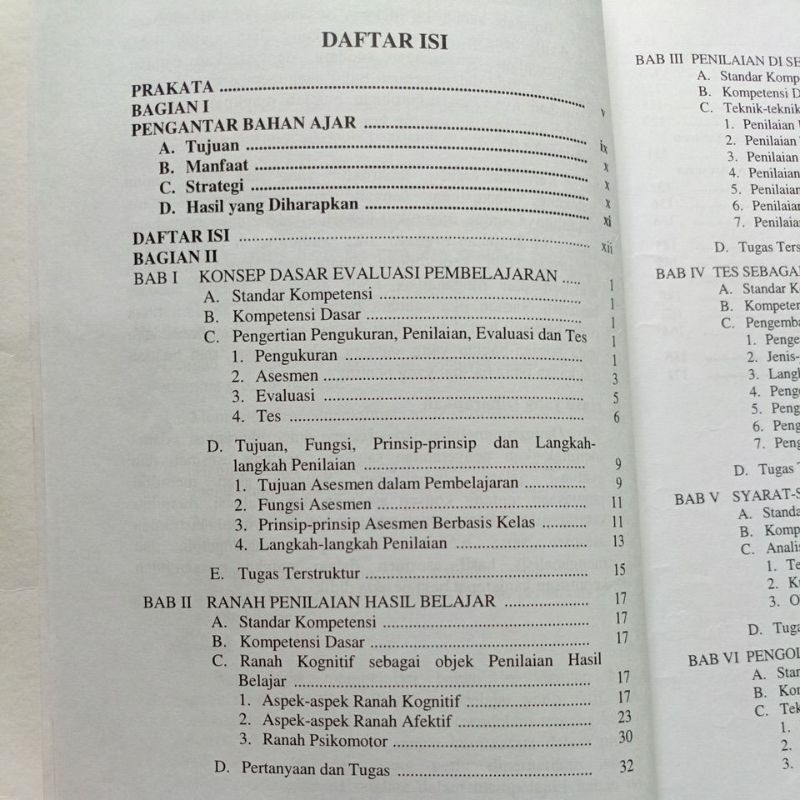 DAFTAR ISI
PRAKATA ........ v
BAGIAN I
PENGANTAR BAHAN AJAR ........ ix
A. Tujuan ........ x
B. Manfaat ........ x
C. Strategi ........ x
D. Hasil yang Diharapkan ........ xi
DAFTAR ISI ........ xii
BAGIAN II
BAB I KONSEP DASAR EVALUASI PEMBELAJARAN ..... 1
A. Standar Kompetensi ........ 1
B. Kompetensi Dasar ........ 1
C. Pengertian Pengukuran, Penilaian, Evaluasi dan Tes 1
1. Pengukuran ........ 1
2. Asesmen ........ 3
3. Evaluasi ........ 5
4. Tes ........ 6
D. Tujuan, Fungsi, Prinsip-prinsip dan Langkah-
langkah Penilaian ........ 9
1. Tujuan Asesmen dalam Pembelajaran ........ 9
2. Fungsi Asesmen ........ 11
3. Prinsip-prinsip Asesmen Berbasis Kelas ........ 11
4. Langkah-langkah Penilaian ........ 13
E. Tugas Terstruktur ........ 15
BAB II RANAH PENILAIAN HASIL BELAJAR ........ 17
A. Standar Kompetensi ........ 17
B. Kompetensi Dasar ........ 17
C. Ranah Kognitif sebagai objek Penilaian Hasil
Belajar ........ 17
1. Aspek-aspek Ranah Kognitif ........ 17
2. Aspek-aspek Ranah Afektif ........ 23
3. Ranah Psikomotor ........ 30
D. Pertanyaan dan Tugas ........ 32
BAB III PENILAIAN DI SE
A. Standar Komp
B. Kompetensi D
C. Teknik-teknik
1. Penilaian
2. Penilaian
3. Penilaian
4. Penilaian
5. Penilaian
6. Penilaian
7. Penilaian
D. Tugas Ters
BAB IV TES SEBAGAI
A. Standar K
B. Kompeten
C. Pengemba
1. Penge
2. Jenis-
3. Langk
4. Peng
5. Peng
6. Peng
7. Peng
D. Tugas T
BAB V SYARAT-S
A. Standa
B. Komp
C. Analis
1. Te
2. K
3. O
D. Tuga
BAB VI PENGOL
A. Stan
B. Kon
C. Tek
1.
2.
3.